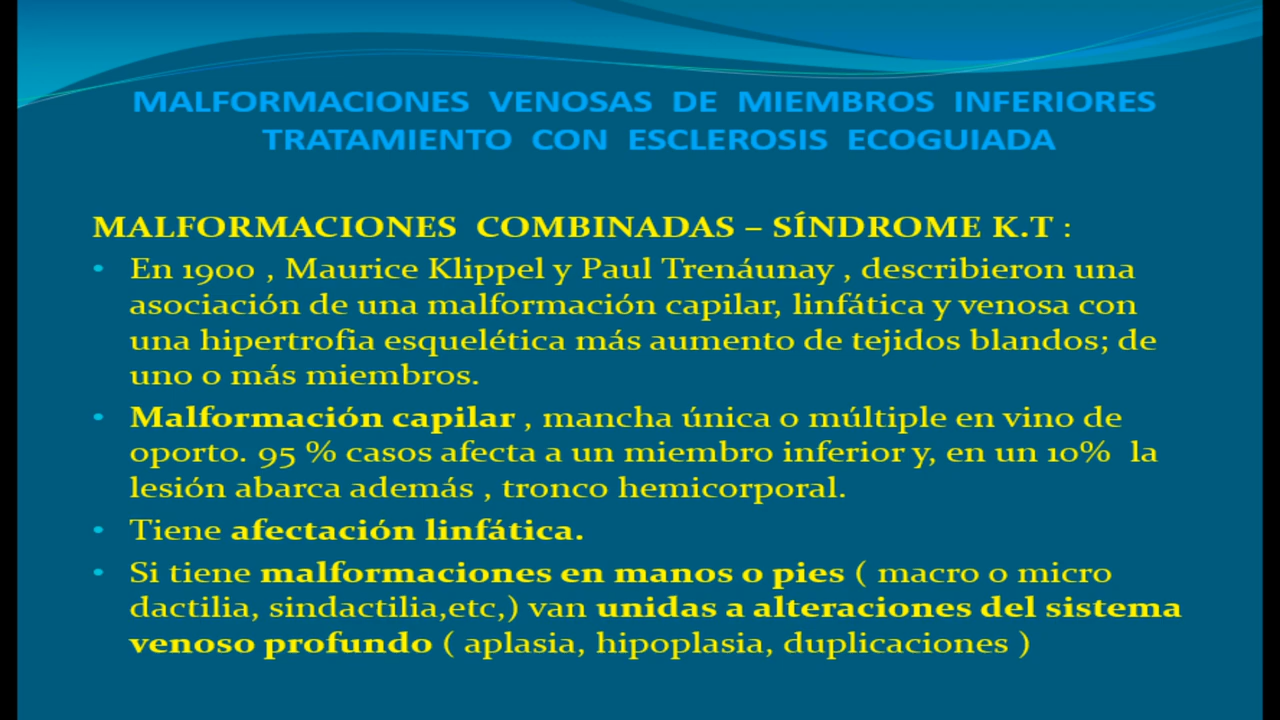 MALFORMACIONES VENOSAS DE MIEMBROS INFERIORES
TRATAMIENTO CON ESCLEROSIS ECOGUIADA
MALFORMACIONES COMBINADAS – SÍNDROME K.T :
• En 1900 , Maurice Klippel y Paul Trenáunay , describieron una
asociación de una malformación capilar, linfática y venosa con
una hipertrofia esquelética más aumento de tejidos blandos; de
uno o más miembros.
• Malformación capilar , mancha única o múltiple en vino de
oporto. 95 % casos afecta a un miembro inferior y, en un 10% la
lesión abarca además , tronco hemicorporal.
• Tiene afectación linfática.
• Si tiene malformaciones en manos o pies ( macro o micro
dactilia, sindactilia,etc,) van unidas a alteraciones del sistema
venoso profundo ( aplasia, hipoplasia, duplicaciones )